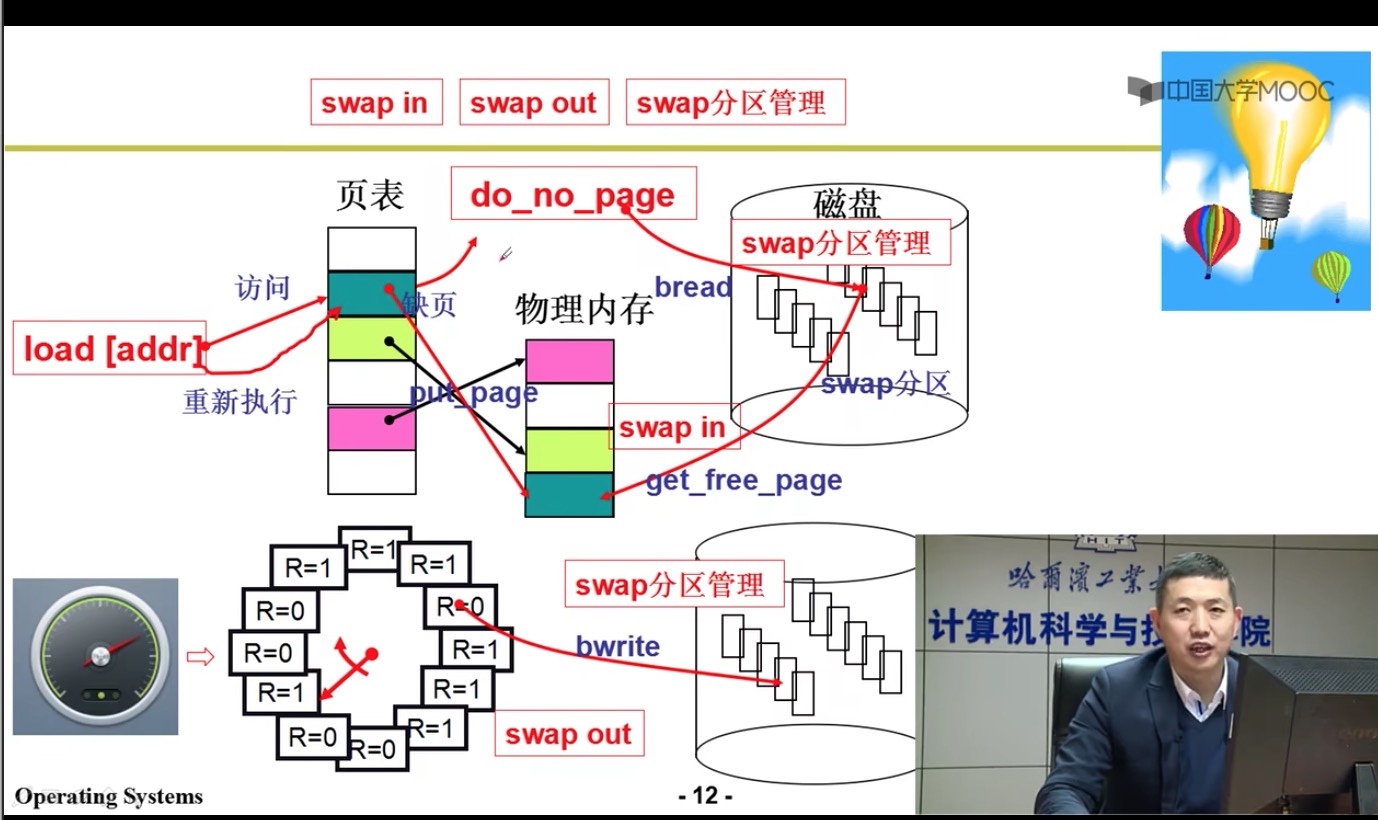 swap in
swap out
swap分区管理
中国大学MOOC
页表
do_no_page
磁盘
swap分区管理
访问
缺页
物理内存
bread
load [addr]
重新执行
put_page
swap分区
swap in
get_free_page
R=1
R=1
R=1
R=0
R=0
R=0
R=1
R=1
R=1
R=0
R=0
R=1
swap分区管理
bwrite
swap out
哈尔滨工业
计算机科学与技 学院
Operating Systems
- 12 -